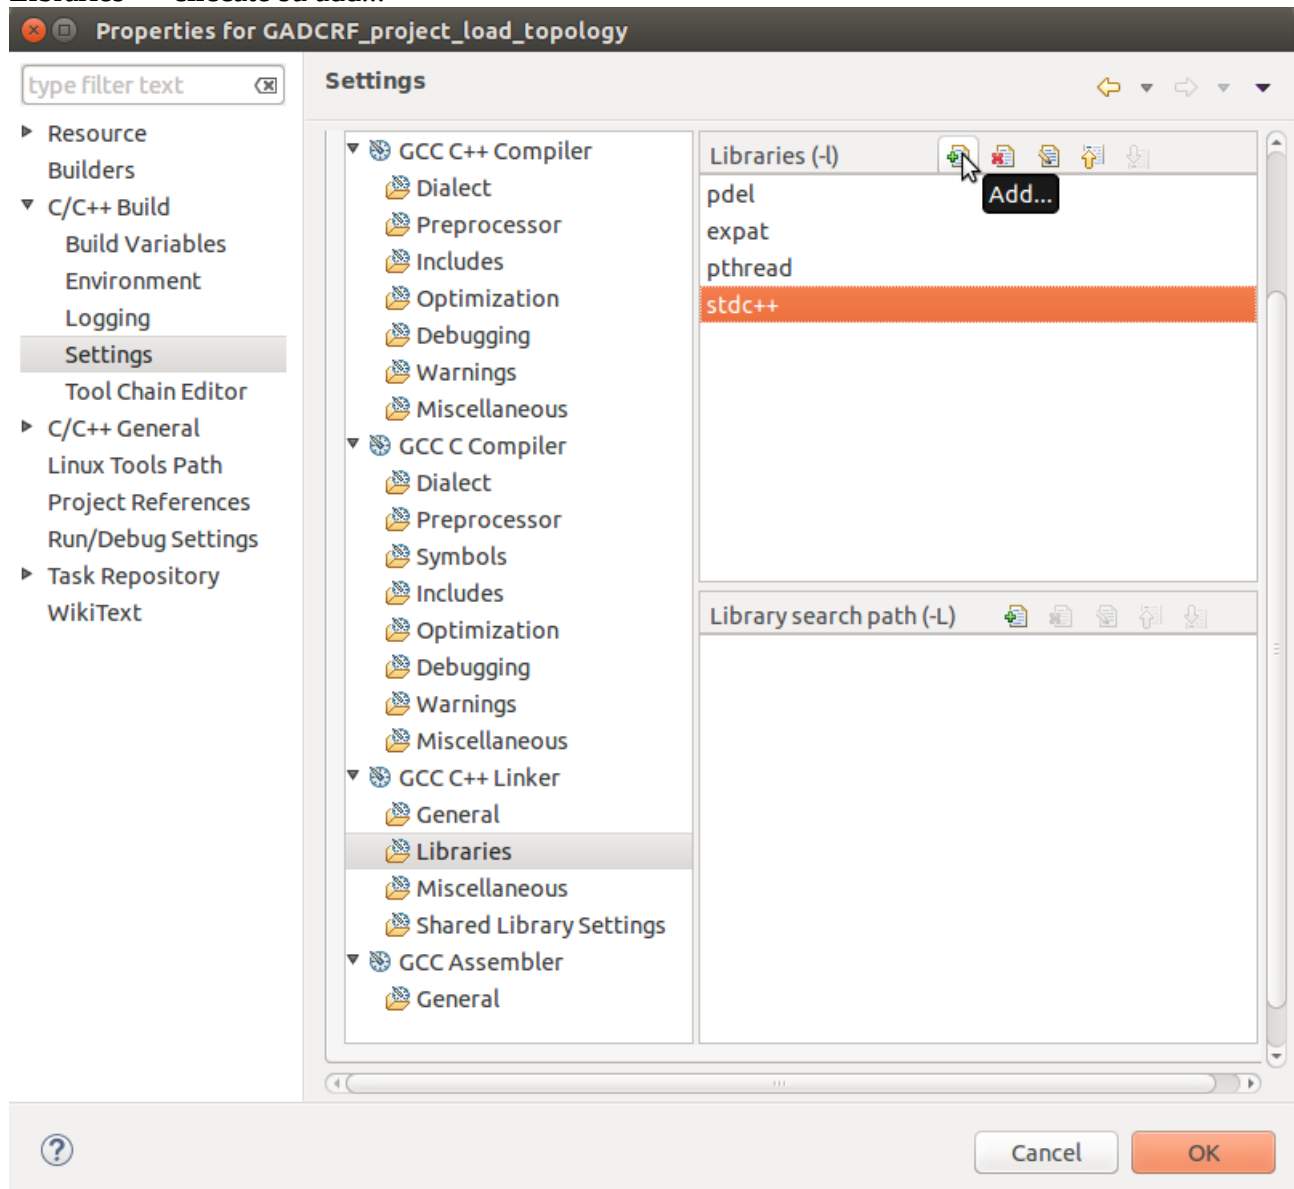 Properties for GADCRF_project_load_topology
type filter text
Settings
Resource
Builders
C/C++ Build
Build Variables
Environment
Logging
Settings
Tool Chain Editor
C/C++ General
Linux Tools Path
Project References
Run/Debug Settings
Task Repository
WikiText
GCC C++ Compiler
Dialect
Preprocessor
Includes
Optimization
Debugging
Warnings
Miscellaneous
GCC C Compiler
Dialect
Preprocessor
Symbols
Includes
Optimization
Debugging
Warnings
Miscellaneous
GCC C++ Linker
General
Libraries
Miscellaneous
Shared Library Settings
GCC Assembler
General
Libraries (-l)
Add...
pdel
expat
pthread
stdc++
Library search path (-L)
Cancel
OK